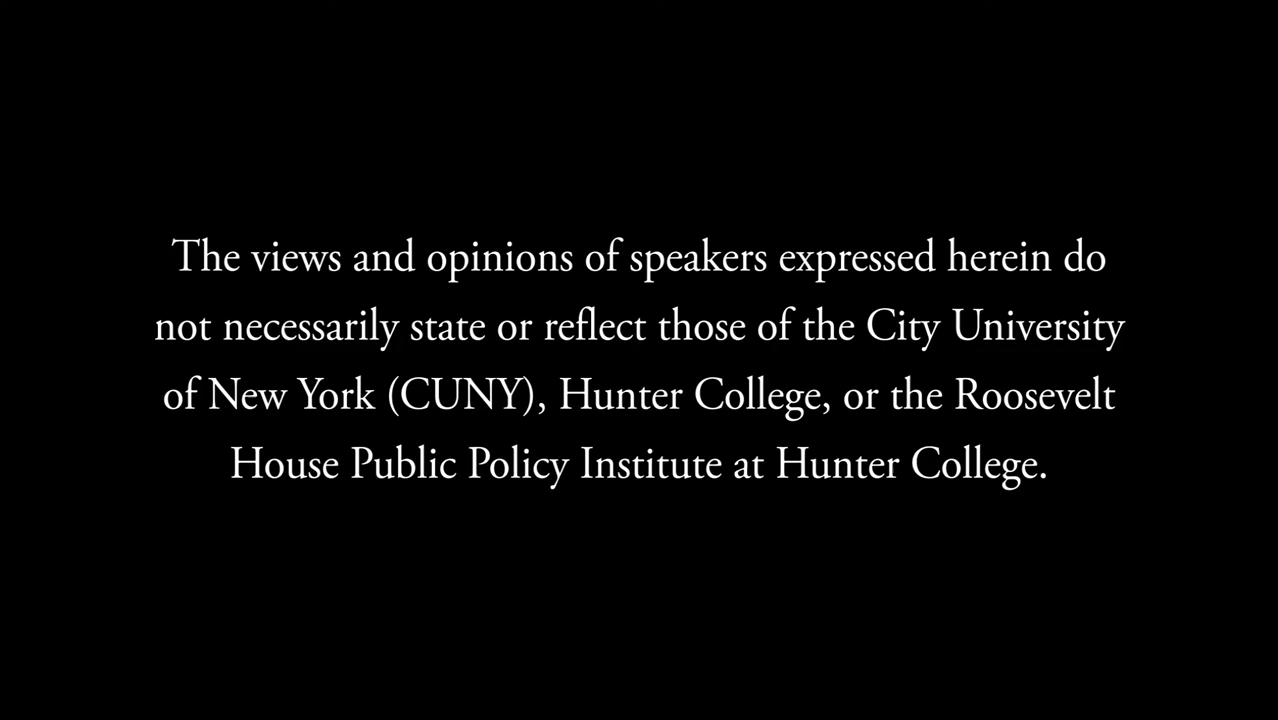 The views and opinions of speakers expressed herein do
not necessarily state or reflect those of the City University
of New York (CUNY), Hunter College, or the Roosevelt
House Public Policy Institute at Hunter College.